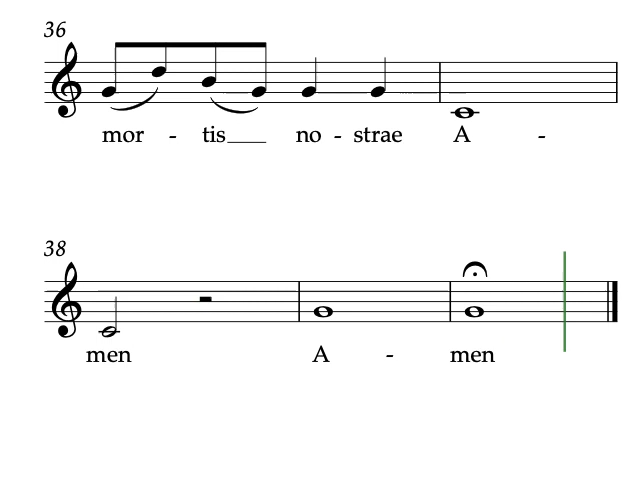 36
mor - tis___ no - strae A -
38
men A - men